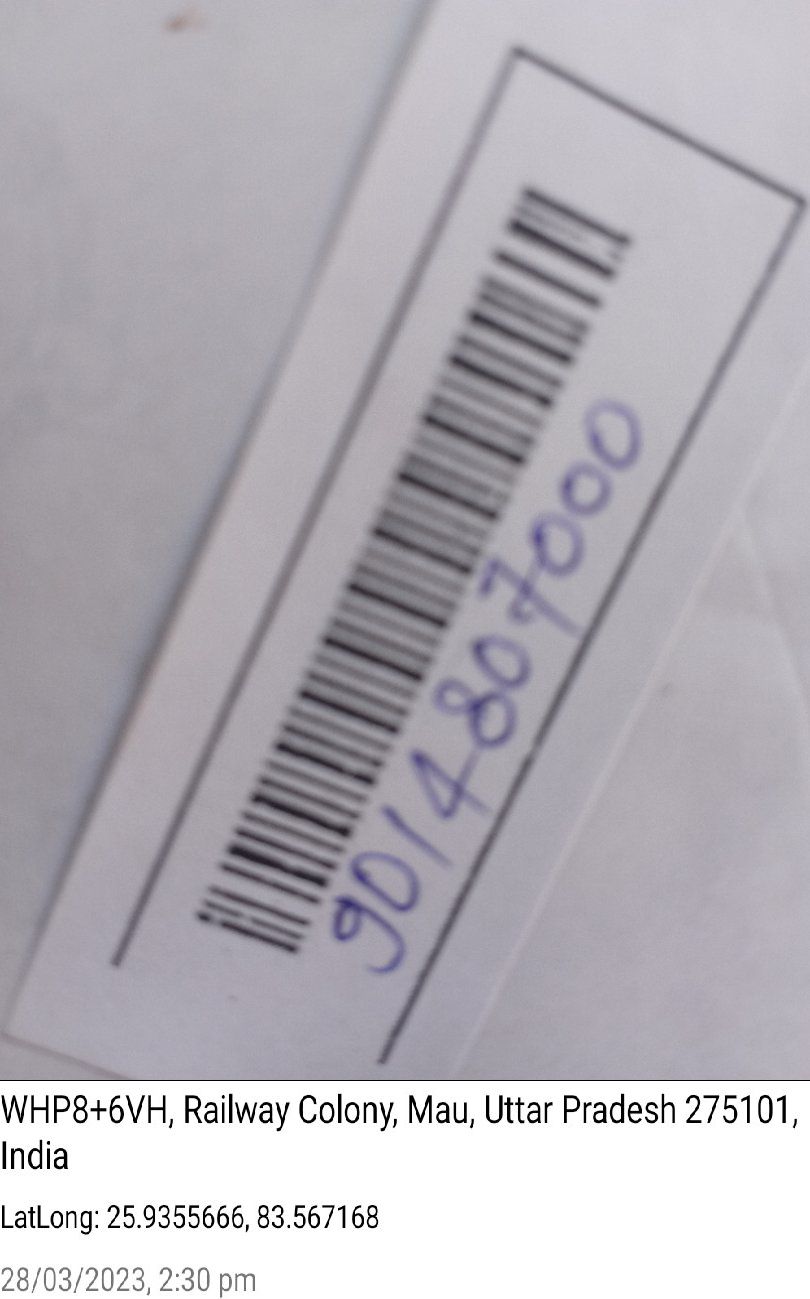 9014807000
WHP8+6VH, Railway Colony, Mau, Uttar Pradesh 275101,
India
LatLong: 25.9355666, 83.567168
28/03/2023, 2:30 pm